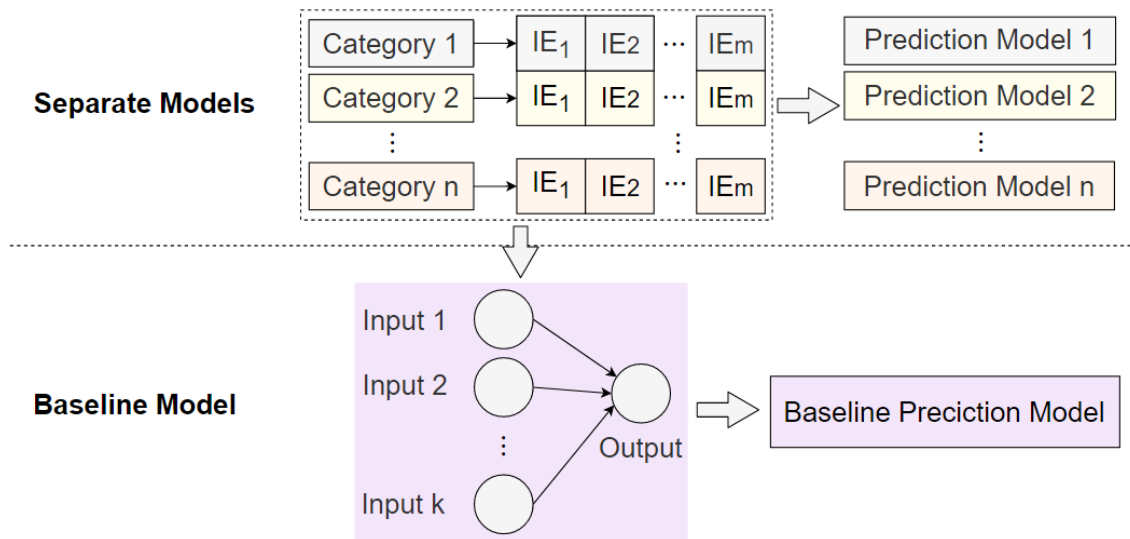 Category 1 IE1 IE2 ... IEm Prediction Model 1
Separate Models Category 2 IE1 IE2 ... IEm Prediction Model 2
Category n IE1 IE2 ... IEm Prediction Model n
Input 1
Input 2
Baseline Model
Baseline Preciction Model
Output
Input k